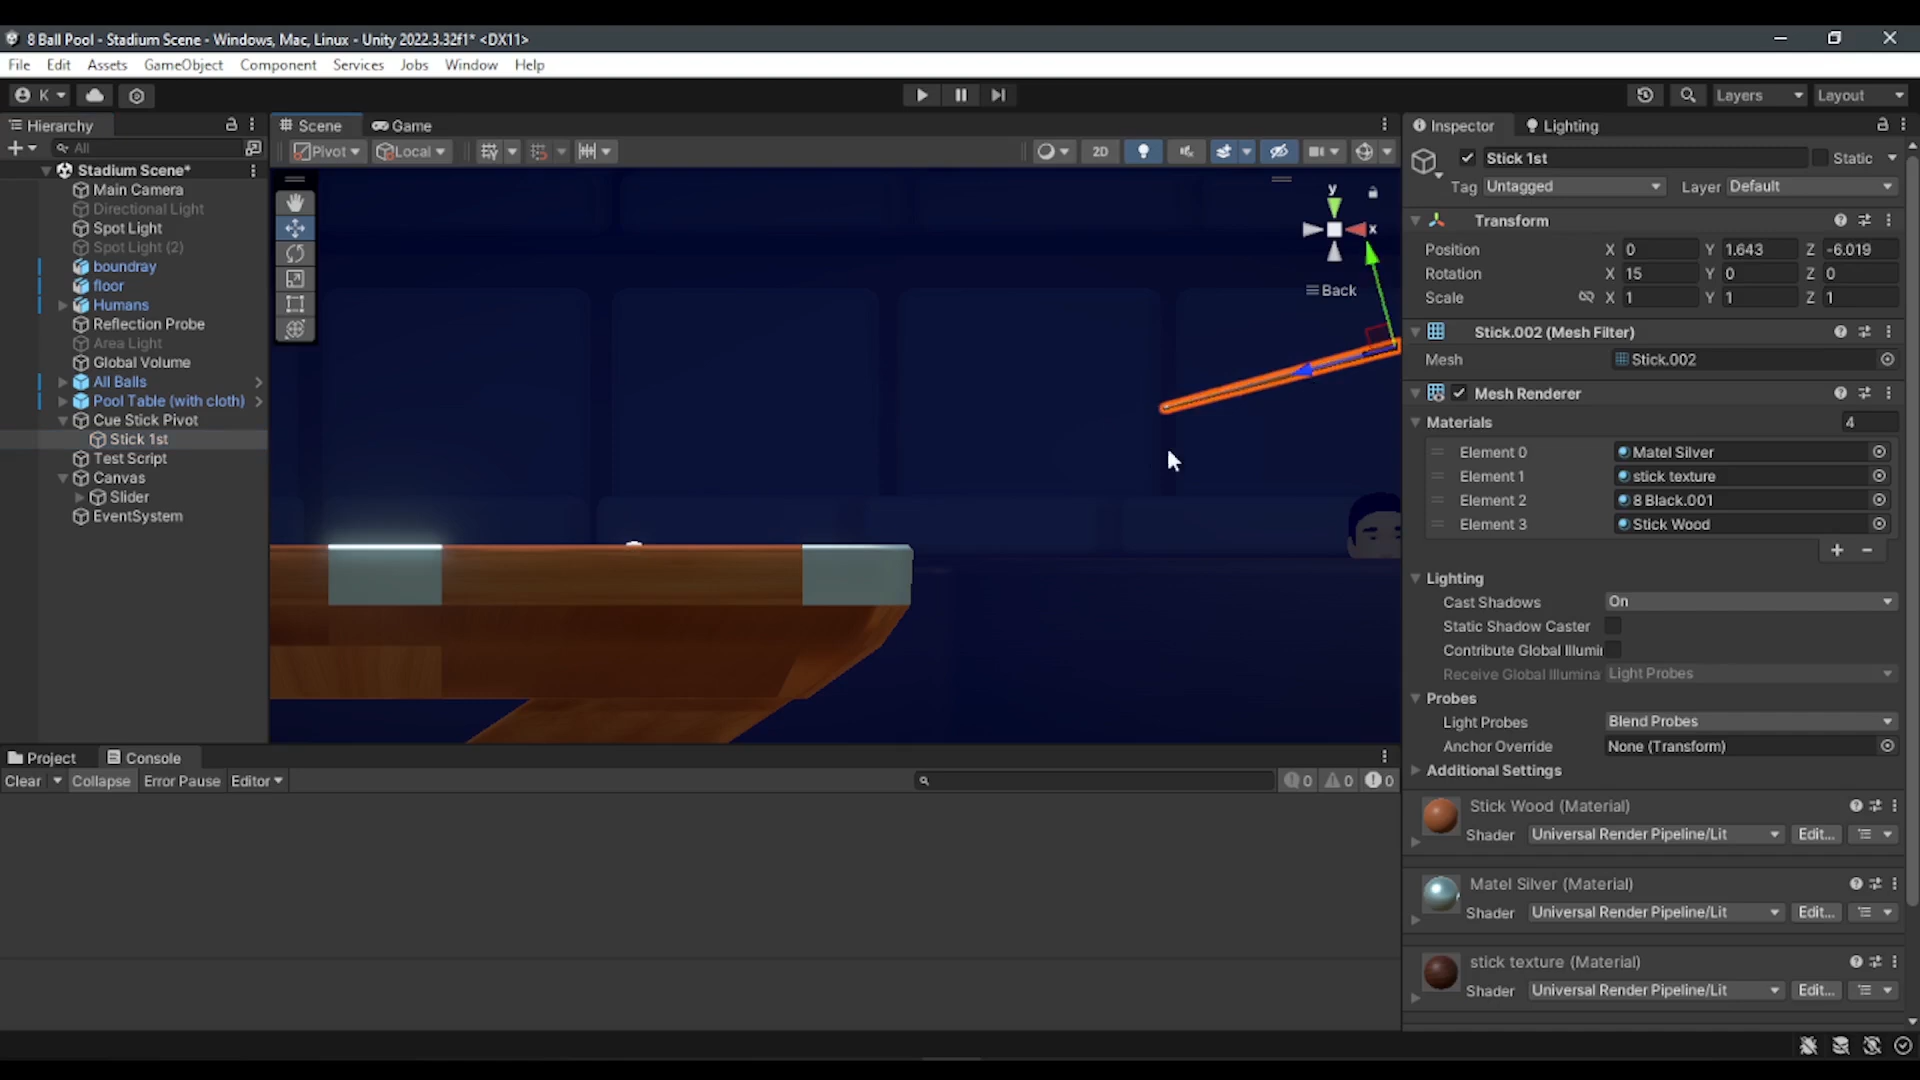 8 Ball Pool - Stadium Scene - Windows, Mac, Linux - Unity 2022.3.32f1* <DX11>
File Edit Assets GameObject Component Services Jobs Window Help
K
Layers Layout
Hierarchy
All
Stadium Scene*
Main Camera
Directional Light
Spot Light
Spot Light (2)
boundray
floor
Humans
Reflection Probe
Area Light
Global Volume
All Balls
Pool Table (with cloth)
Cue Stick Pivot
Stick 1st
Test Script
Canvas
Slider
EventSystem
Scene Game
Pivot Local 2D
y
x
Back
Inspector Lighting
Stick 1st Static
Tag Untagged Layer Default
Transform
Position X 0 Y 1.643 Z -6.019
Rotation X 15 Y 0 Z 0
Scale X 1 Y 1 Z 1
Stick.002 (Mesh Filter)
Mesh Stick.002
Mesh Renderer
Materials 4
Element 0 Matel Silver
Element 1 stick texture
Element 2 8 Black.001
Element 3 Stick Wood
Lighting
Cast Shadows On
Static Shadow Caster
Contribute Global Illumi
Receive Global Illumina Light Probes
Probes
Light Probes Blend Probes
Anchor Override None (Transform)
Additional Settings
Stick Wood (Material)
Shader Universal Render Pipeline/Lit Edit...
Matel Silver (Material)
Shader Universal Render Pipeline/Lit Edit...
stick texture (Material)
Shader Universal Render Pipeline/Lit Edit...
Project Console
Clear Collapse Error Pause Editor
0 0 0